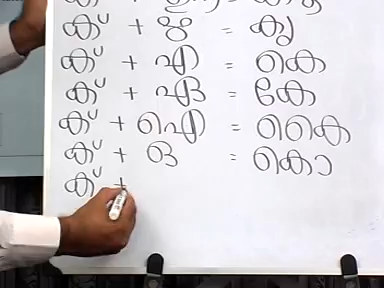 ക് + ഋ = കൃ
ക് + എ = കെ
ക് + ഏ = കേ
ക് + ഐ = കൈ
ക് + ഒ = കൊ
ക് +